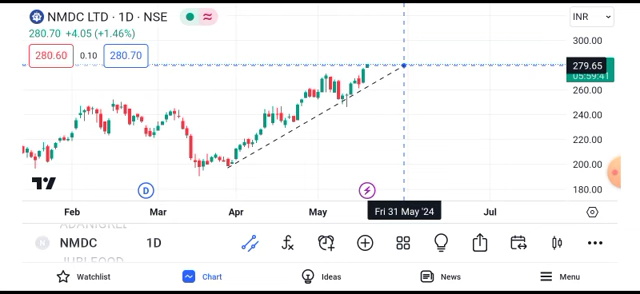 NMDC LTD · 1D · NSE
INR
280.70 +4.05 (+1.46%)
280.60 0.10 280.70
300.00
279.65
05:59:41
260.00
240.00
220.00
200.00
180.00
D
Feb Mar Apr May Fri 31 May '24 Jul
N NMDC 1D
Watchlist Chart Ideas News Menu